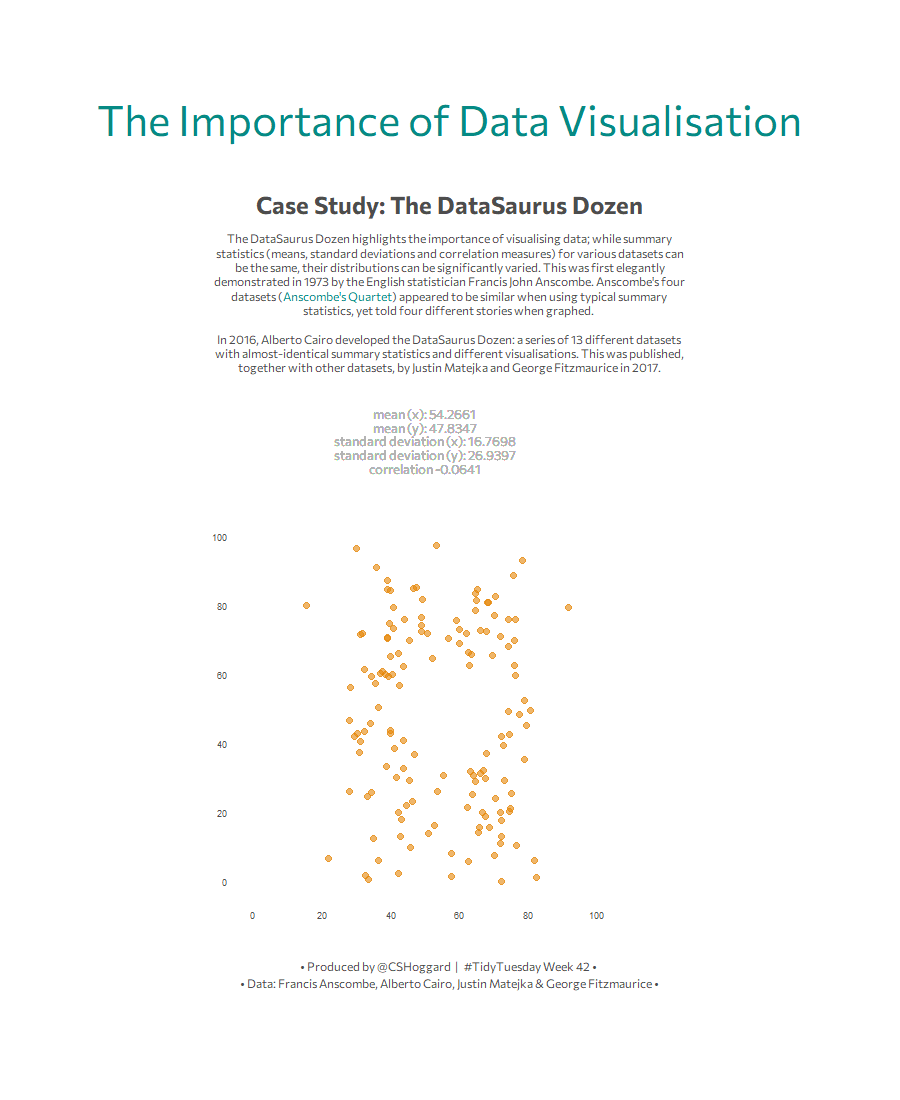 The Importance of Data Visualisation
Case Study: The DataSaurus Dozen
The DataSaurus Dozen highlights the importance of visualising data; while summary
statistics (means, standard deviations and correlation measures) for various datasets can
be the same, their distributions can be significantly varied. This was first elegantly
demonstrated in 1973 by the English statistician Francis John Anscombe. Anscombe's four
datasets (Anscombe's Quartet) appeared to be similar when using typical summary
statistics, yet told four different stories when graphed.
In 2016, Alberto Cairo developed the DataSaurus Dozen: a series of 13 different datasets
with almost-identical summary statistics and different visualisations. This was published,
together with other datasets, by Justin Matejka and George Fitzmaurice in 2017.
mean (x): 54.2661
mean (y): 47.8347
standard deviation (x): 16.7698
standard deviation (y): 26.9397
correlation -0.0641
100
80
60
40
20
0
0 20 40 60 80 100
• Produced by @CSHoggard | #TidyTuesday Week 42 •
• Data: Francis Anscombe, Alberto Cairo, Justin Matejka & George Fitzmaurice •